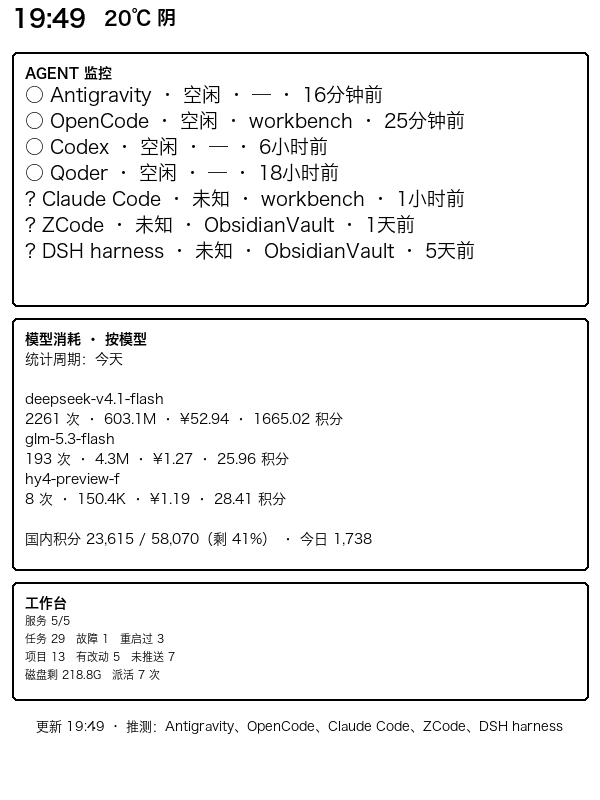 19:49 20℃ 阴
AGENT 监控
○ Antigravity · 空闲 · — · 16分钟前
○ OpenCode · 空闲 · workbench · 25分钟前
○ Codex · 空闲 · — · 6小时前
○ Qoder · 空闲 · — · 18小时前
? Claude Code · 未知 · workbench · 1小时前
? ZCode · 未知 · ObsidianVault · 1天前
? DSH harness · 未知 · ObsidianVault · 5天前
模型消耗 · 按模型
统计周期：今天
deepseek-v4.1-flash
2261 次 · 603.1M · ¥52.94 · 1665.02 积分
glm-5.3-flash
193 次 · 4.3M · ¥1.27 · 25.96 积分
hy4-preview-f
8 次 · 150.4K · ¥1.19 · 28.41 积分
国内积分 23,615 / 58,070（剩 41%） · 今日 1,738
工作台
服务 5/5
任务 29 故障 1 重启过 3
项目 13 有改动 5 未推送 7
磁盘剩 218.8G 派活 7 次
更新 19:49 · 推测：Antigravity、OpenCode、Claude Code、ZCode、DSH harness